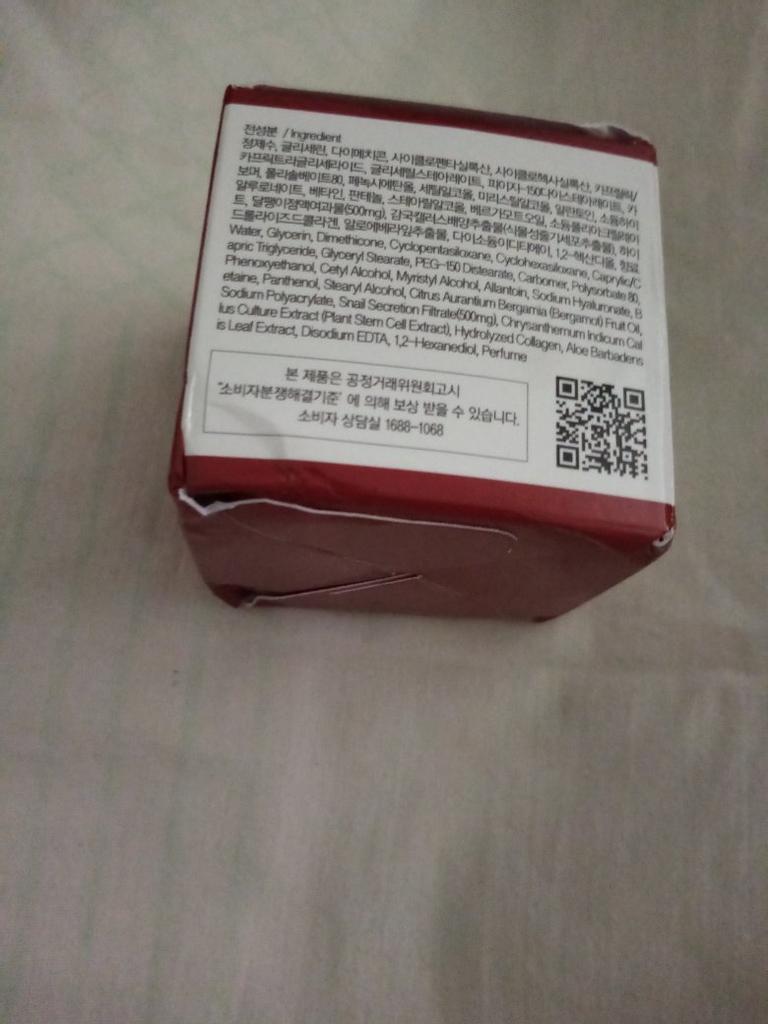 전성분 / Ingredient
정제수, 글리세린, 다이메치콘, 사이클로펜타실록산, 사이클로헥사실록산, 카프릴릭/
카프릭트리글리세라이드, 글리세릴스테아레이트, 피이지-150다이스테아레이트, 카
보머, 폴리솔베이트80, 페녹시에탄올, 세틸알코올, 미리스틸알코올, 알란토인, 소듐하이
알루로네이트, 베타인, 판테놀, 스테아릴알코올, 베르가모트오일, 소듐폴리아크릴레이
트, 달팽이점액여과물(500mg), 감국캘러스배양추출물(식물성줄기세포추출물), 하이
드롤라이즈드콜라겐, 알로에베라잎추출물, 다이소듐이디티에이, 1,2-헥산다이올, 향료
Water, Glycerin, Dimethicone, Cyclopentasiloxane, Cyclohexasiloxane, Caprylic/C
apric Triglyceride, Glyceryl Stearate, PEG-150 Distearate, Carbomer, Polysorbate 80,
Phenoxyethanol, Cetyl Alcohol, Myristyl Alcohol, Allantoin, Sodium Hyaluronate, B
etaine, Panthenol, Stearyl Alcohol, Citrus Aurantium Bergamia (Bergamot) Fruit Oil,
Sodium Polyacrylate, Snail Secretion Filtrate(500mg), Chrysanthemum Indicum Cal
lus Culture Extract (Plant Stem Cell Extract), Hydrolyzed Collagen, Aloe Barbadens
is Leaf Extract, Disodium EDTA, 1,2-Hexanediol, Perfume
본 제품은 공정거래위원회고시
"소비자분쟁해결기준" 에 의해 보상 받을 수 있습니다.
소비자 상담실 1688-1068